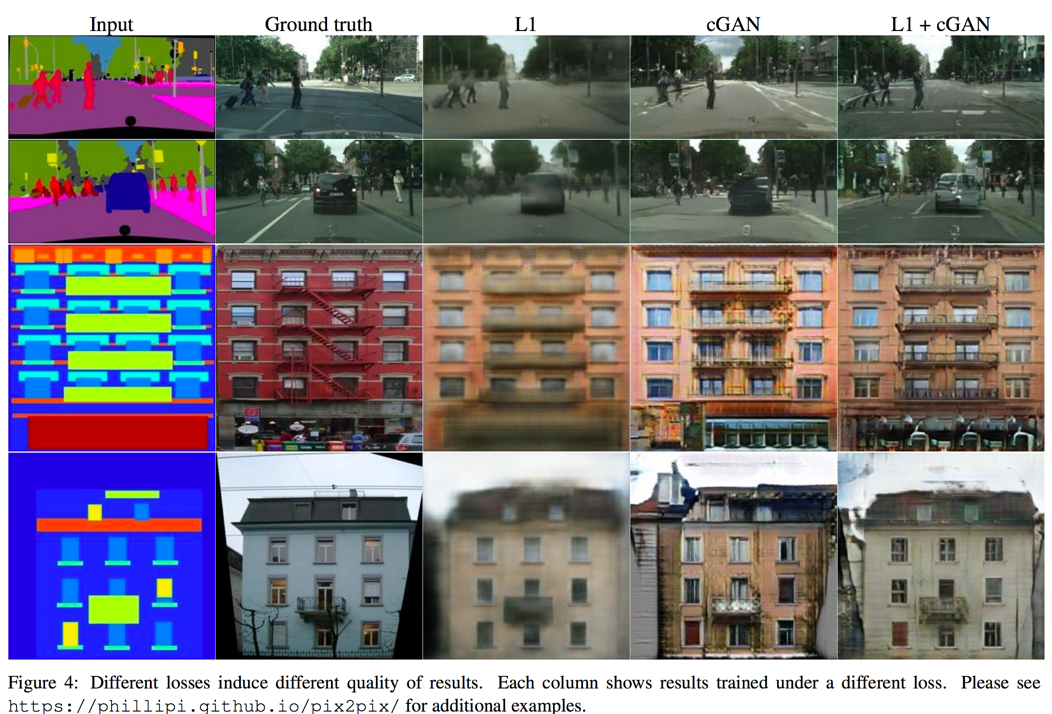 Input Ground truth L1 cGAN L1 + cGAN
Figure 4: Different losses induce different quality of results. Each column shows results trained under a different loss. Please see
https://phillipi.github.io/pix2pix/ for additional examples.